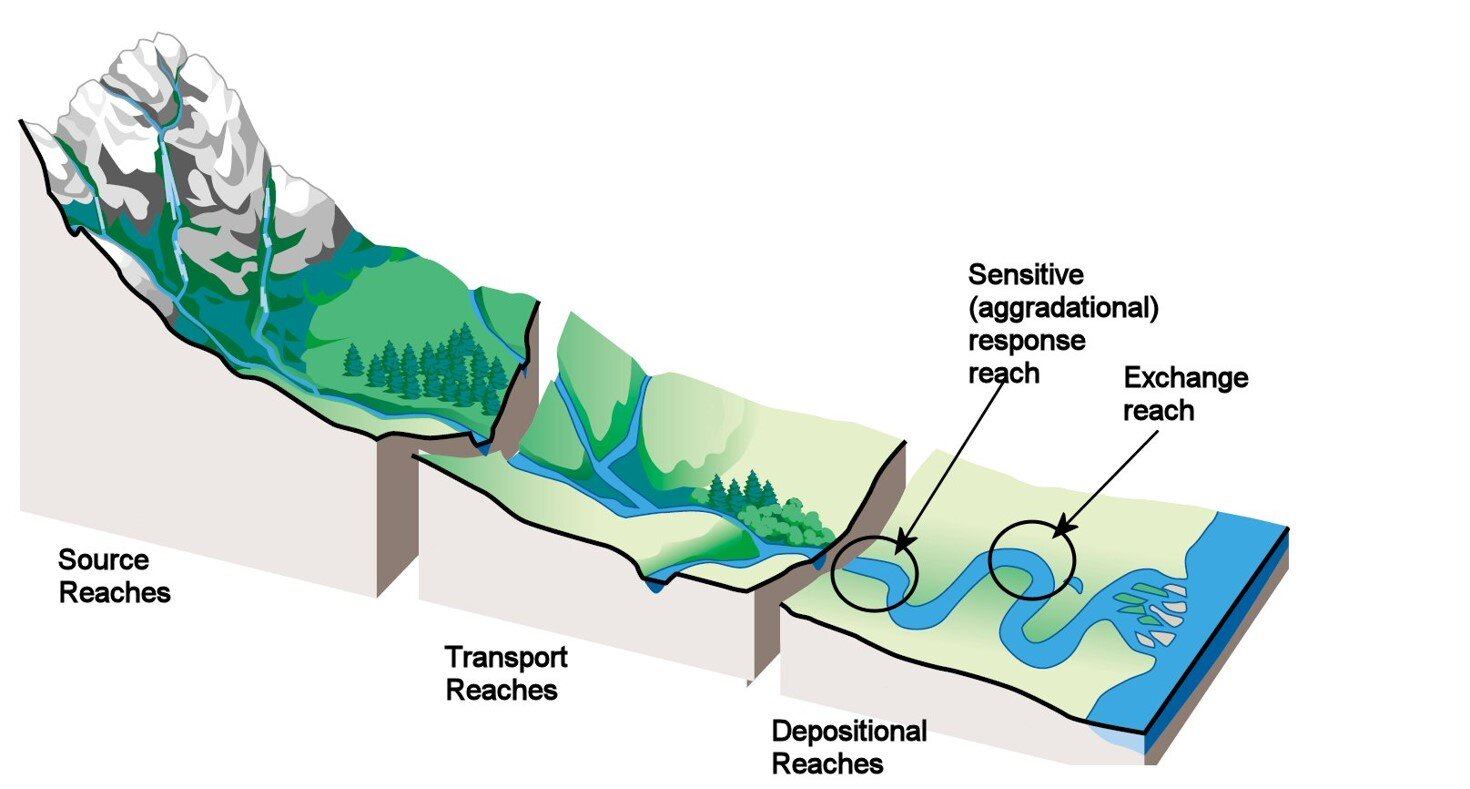 Sensitive
(aggradational)
response
reach
Exchange
reach
Source
Reaches
Transport
Reaches
Depositional
Reaches